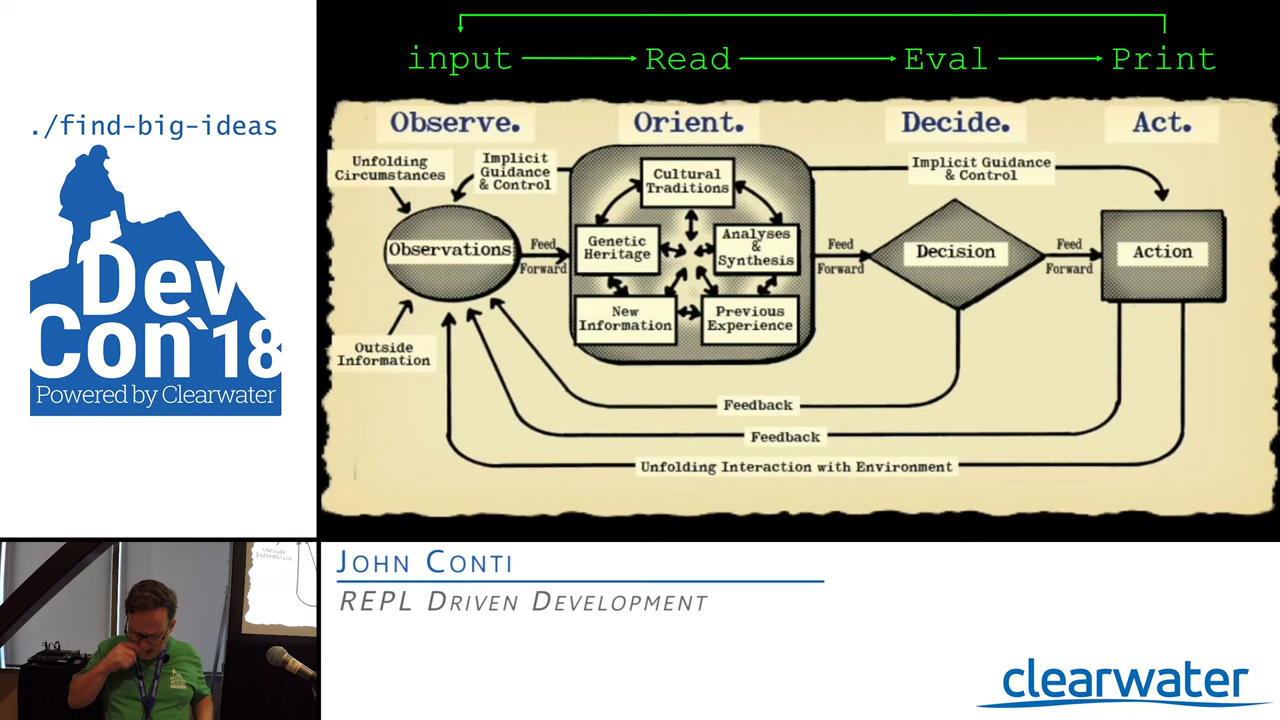 ./find-big-ideas
Dev
Con`18
Powered by Clearwater
input Read Eval Print
Observe. Orient. Decide. Act.
Unfolding
Circumstances
Implicit
Guidance
& Control
Cultural
Traditions
Implicit Guidance
& Control
Observations
Feed
Forward
Genetic
Heritage
Analyses
&
Synthesis
Feed
Forward
Decision
Feed
Forward
Action
New
Information
Previous
Experience
Outside
Information
Feedback
Feedback
Unfolding Interaction with Environment
Outside
Information
John Conti
REPL Driven Development
clearwater